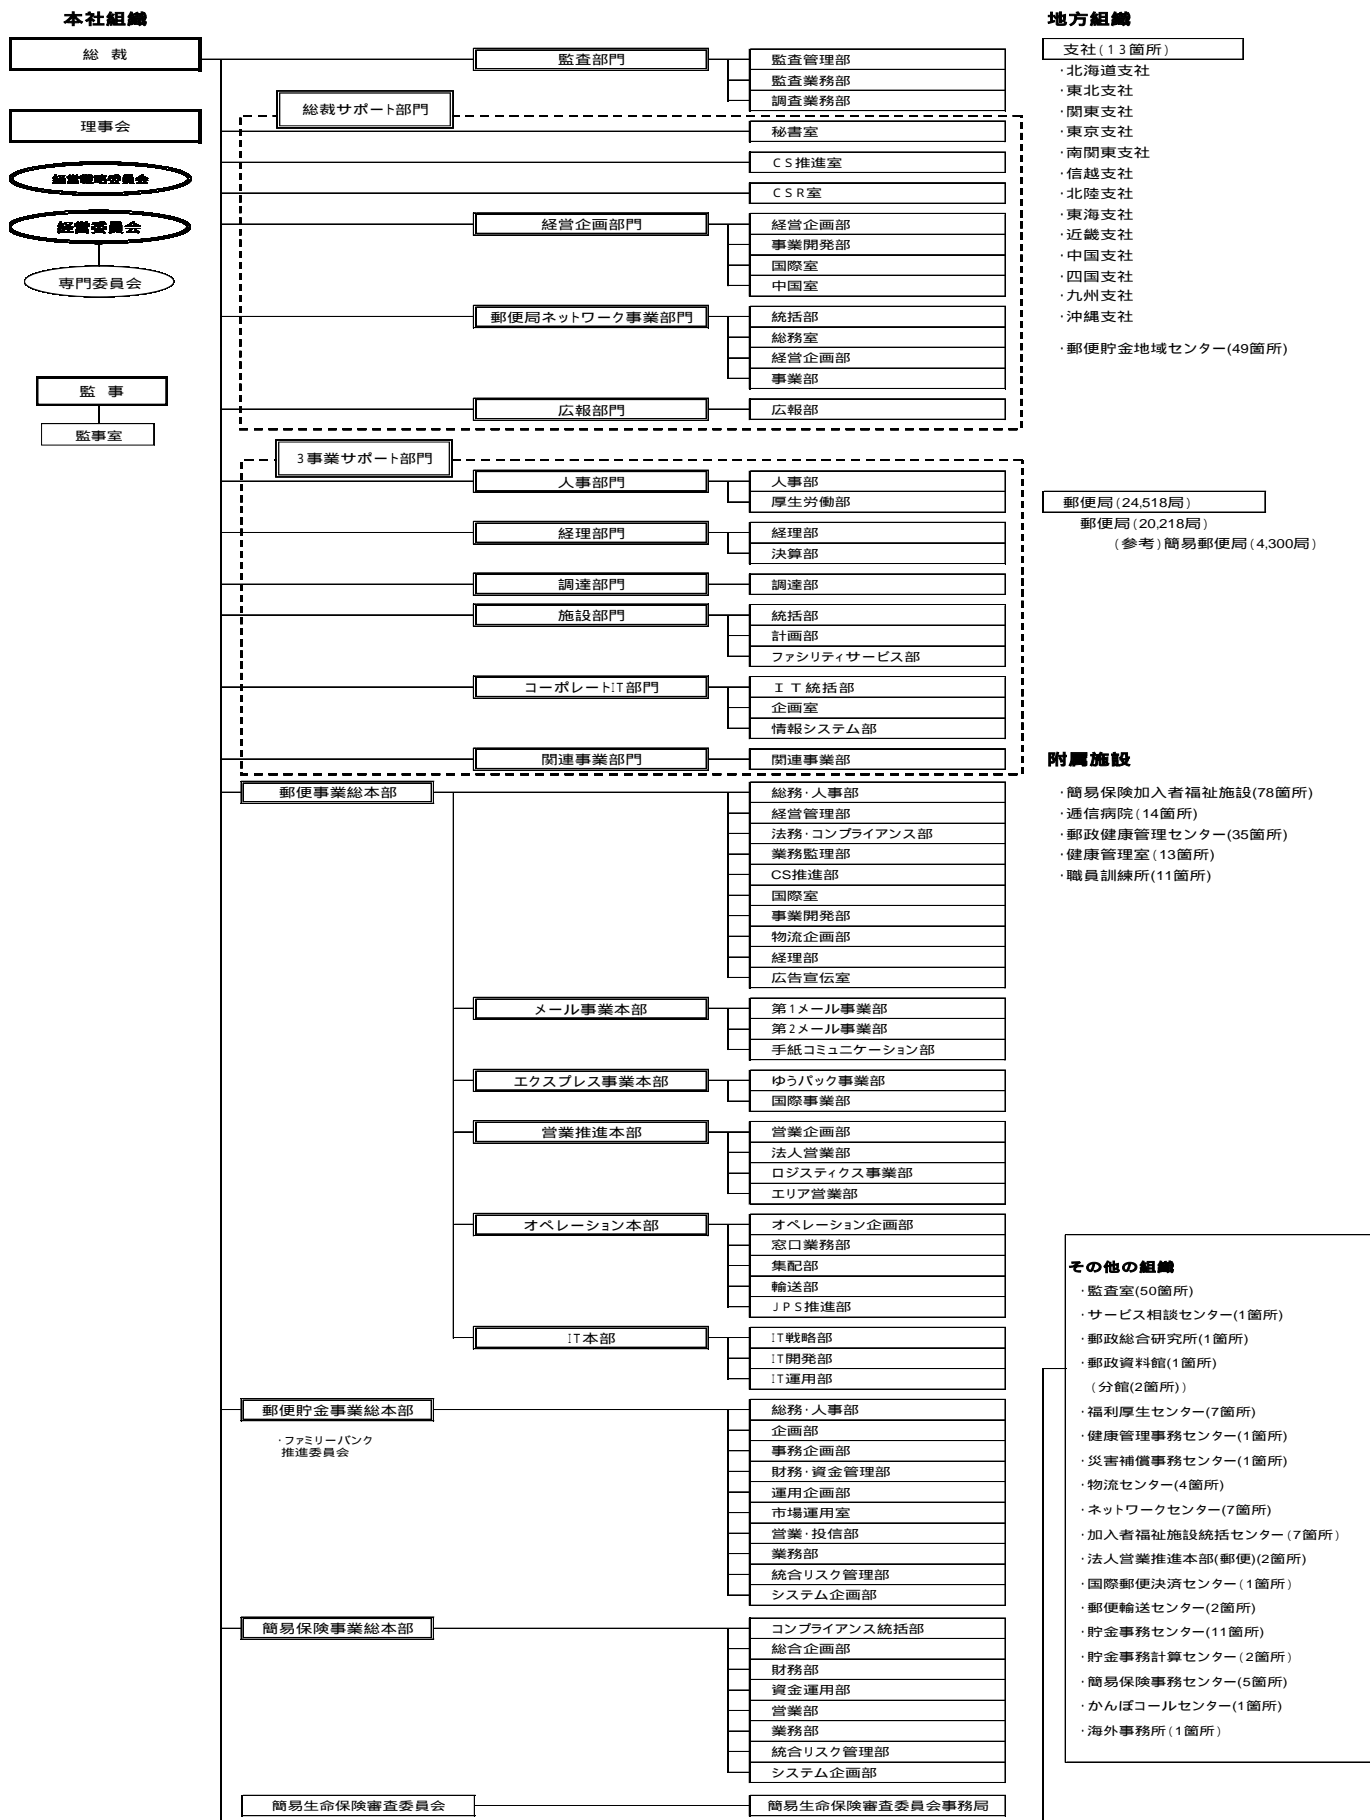 本社組織
総 裁
理事会
経営戦略委員会
経営委員会
専門委員会
監 事
監事室
監査部門
監査管理部
監査業務部
調査業務部
総裁サポート部門
秘書室
CS推進室
CSR室
経営企画部門
経営企画部
事業開発部
国際室
中国室
郵便局ネットワーク事業部門
統括部
総務室
経営企画部
事業部
広報部門
広報部
3事業サポート部門
人事部門
人事部
厚生労働部
経理部門
経理部
決算部
調達部門
調達部
施設部門
統括部
計画部
ファシリティサービス部
コーポレートIT部門
IT統括部
企画室
情報システム部
関連事業部門
関連事業部
郵便事業総本部
総務・人事部
経営管理部
法務・コンプライアンス部
業務監理部
CS推進部
国際室
事業開発部
物流企画部
経理部
広告宣伝室
メール事業本部
第1メール事業部
第2メール事業部
手紙コミュニケーション部
エクスプレス事業本部
ゆうパック事業部
国際事業部
営業推進本部
営業企画部
法人営業部
ロジスティクス事業部
エリア営業部
オペレーション本部
オペレーション企画部
窓口業務部
集配部
輸送部
JPS推進部
IT本部
IT戦略部
IT開発部
IT運用部
郵便貯金事業総本部
・ファミリーバンク
推進委員会
総務・人事部
企画部
事務企画部
財務・資金管理部
運用企画部
市場運用室
営業・投信部
業務部
統合リスク管理部
システム企画部
簡易保険事業総本部
コンプライアンス統括部
総合企画部
財務部
資金運用部
営業部
業務部
統合リスク管理部
システム企画部
簡易生命保険審査委員会
簡易生命保険審査委員会事務局
地方組織
支社(13箇所)
・北海道支社
・東北支社
・関東支社
・東京支社
・南関東支社
・信越支社
・北陸支社
・東海支社
・近畿支社
・中国支社
・四国支社
・九州支社
・沖縄支社
・郵便貯金地域センター(49箇所)
郵便局(24,518局)
郵便局(20,218局)
(参考)簡易郵便局(4,300局)
附属施設
・簡易保険加入者福祉施設(78箇所)
・逓信病院(14箇所)
・郵政健康管理センター(35箇所)
・健康管理室(13箇所)
・職員訓練所(11箇所)
その他の組織
・監査室(50箇所)
・サービス相談センター(1箇所)
・郵政総合研究所(1箇所)
・郵政資料館(1箇所)
(分館(2箇所))
・福利厚生センター(7箇所)
・健康管理事務センター(1箇所)
・災害補償事務センター(1箇所)
・物流センター(4箇所)
・ネットワークセンター(7箇所)
・加入者福祉施設統括センター(7箇所)
・法人営業推進本部(郵便)(2箇所)
・国際郵便決済センター(1箇所)
・郵便輸送センター(2箇所)
・貯金事務センター(11箇所)
・貯金事務計算センター(2箇所)
・簡易保険事務センター(5箇所)
・かんぽコールセンター(1箇所)
・海外事務所(1箇所)